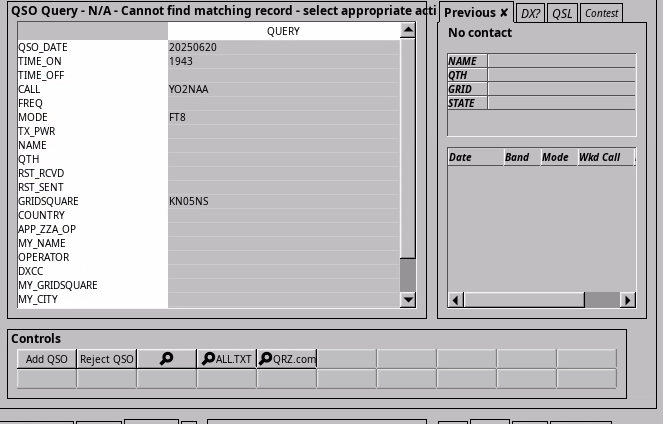 QSO Query - N/A - Cannot find matching record - select appropriate acti
QUERY
QSO_DATE 20250620
TIME_ON 1943
TIME_OFF
CALL YO2NAA
FREQ
MODE FT8
TX_PWR
NAME
QTH
RST_RCVD
RST_SENT
GRIDSQUARE KN05NS
COUNTRY
APP_ZZA_OP
MY_NAME
OPERATOR
DXCC
MY_GRIDSQUARE
MY_CITY
Previous ✘ DX? QSL Contest
No contact
NAME
QTH
GRID
STATE
Date Band Mode Wkd Call
Controls
Add QSO Reject QSO ALL.TXT QRZ.com